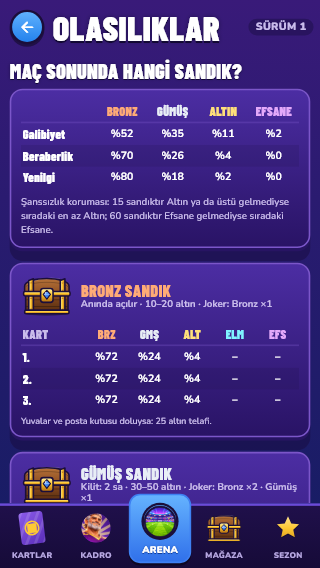 OLASILIKLAR
SÜRÜM 1
MAÇ SONUNDA HANGİ SANDIK?
BRONZ GÜMÜŞ ALTIN EFSANE
Galibiyet %52 %35 %11 %2
Beraberlik %70 %26 %4 %0
Yenilgi %80 %18 %2 %0
Şanssızlık koruması: 15 sandıktır Altın ya da üstü gelmediyse
sıradaki en az Altın; 60 sandıktır Efsane gelmediyse sıradaki
Efsane.
BRONZ SANDIK
Anında açılır · 10–20 altın · Joker: Bronz ×1
KART BRZ GMŞ ALT ELM EFS
1. %72 %24 %4 – –
2. %72 %24 %4 – –
3. %72 %24 %4 – –
Yuvalar ve posta kutusu doluysa: 25 altın telafi.
GÜMÜŞ SANDIK
Kilit: 2 sa · 30–50 altın · Joker: Bronz ×2 · Gümüş
×1
KARTLAR KADRO ARENA MAĞAZA SEZON